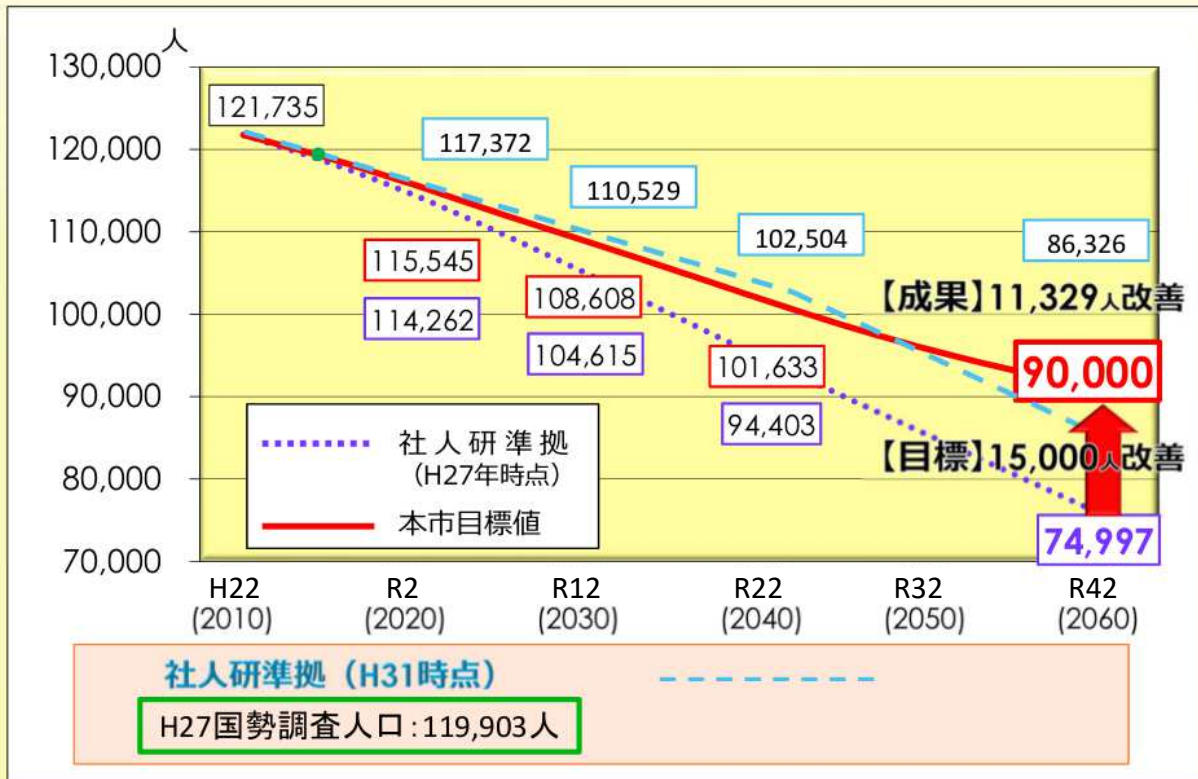 人
130,000
120,000
110,000
100,000
90,000
80,000
70,000
121,735
117,372
110,529
102,504
86,326
115,545
108,608
101,633
90,000
114,262
104,615
94,403
74,997
【成果】11,329人改善
【目標】15,000人改善
社人研準拠
(H27年時点)
本市目標値
H22 R2 R12 R22 R32 R42
(2010) (2020) (2030) (2040) (2050) (2060)
社人研準拠（H31時点）
H27国勢調査人口:119,903人